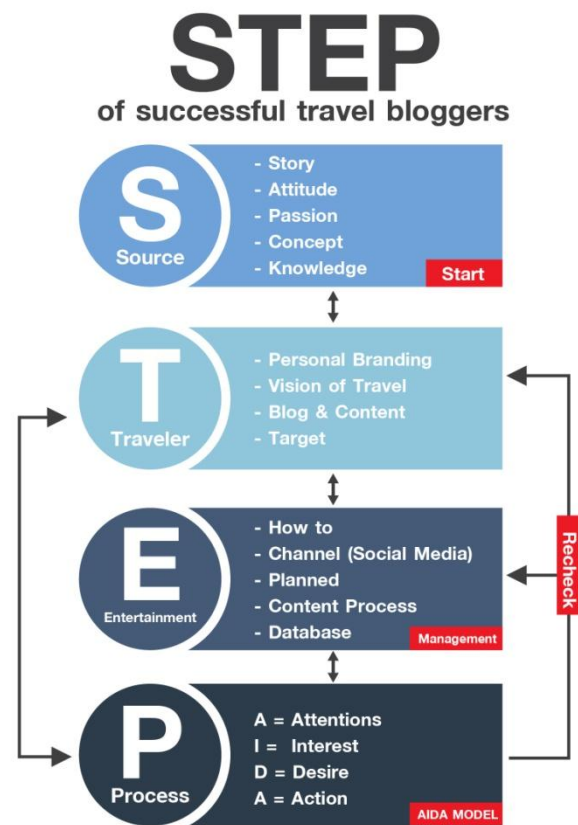 STEP
of successful travel bloggers
S
Source
- Story
- Attitude
- Passion
- Concept
- Knowledge
Start
T
Traveler
- Personal Branding
- Vision of Travel
- Blog & Content
- Target
E
Entertainment
- How to
- Channel (Social Media)
- Planned
- Content Process
- Database
Management
Recheck
P
Process
A = Attentions
I = Interest
D = Desire
A = Action
AIDA MODEL